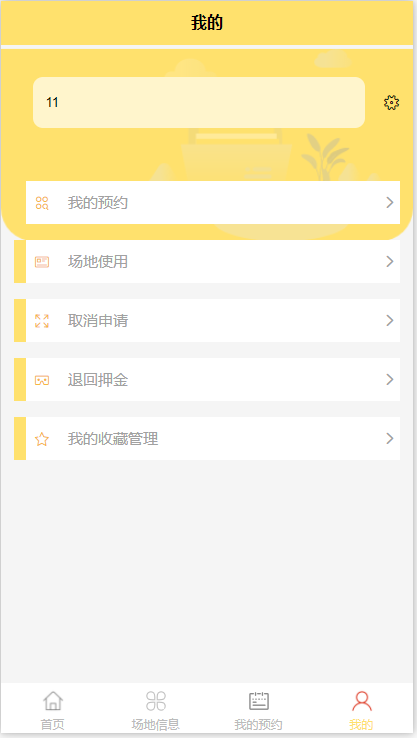 我的
11
我的预约
场地使用
取消申请
退回押金
我的收藏管理
首页
场地信息
我的预约
我的